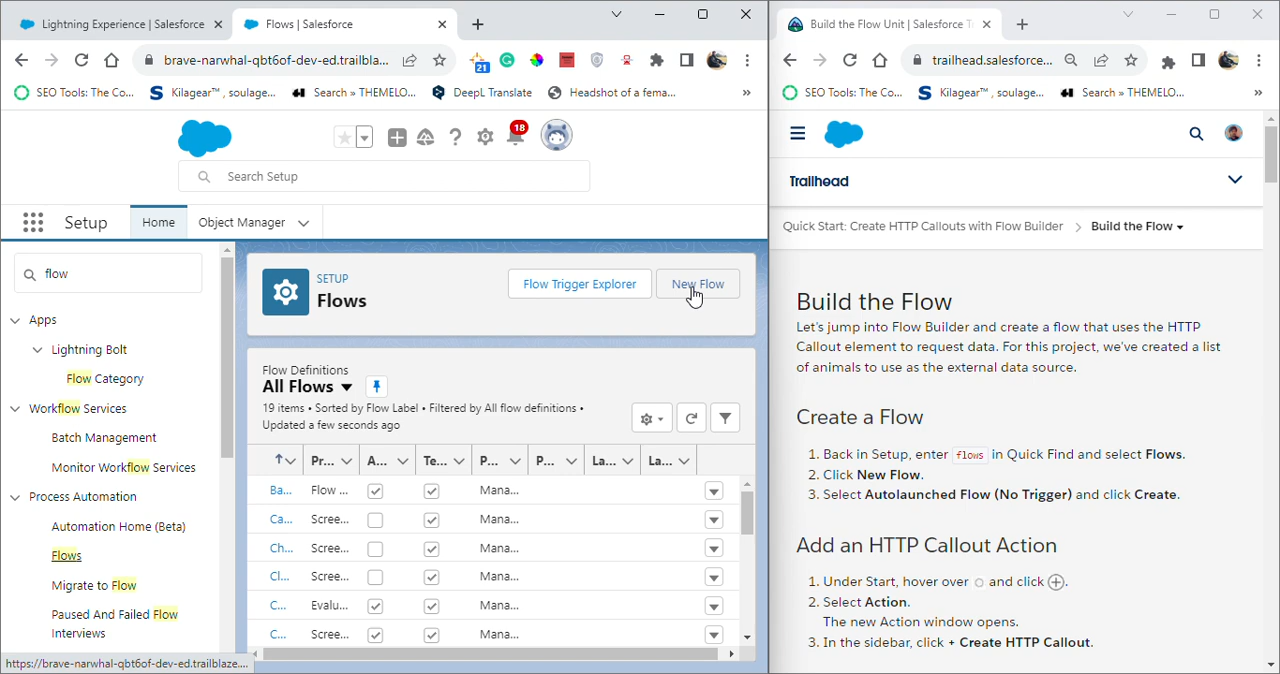 Lightning Experience | Salesforce
Flows | Salesforce
brave-narwhal-qbt6of-dev-ed.trailbla...
21
SEO Tools: The Co...
Kilagear™ , soulage...
Search » THEMELO...
DeepL Translate
Headshot of a fema...
»
18
Search Setup
Setup
Home
Object Manager
flow
Apps
Lightning Bolt
Flow Category
Workflow Services
Batch Management
Monitor Workflow Services
Process Automation
Automation Home (Beta)
Flows
Migrate to Flow
Paused And Failed Flow
Interviews
https://brave-narwhal-qbt6of-dev-ed.trailblaze....
SETUP
Flows
Flow Trigger Explorer
New Flow
Flow Definitions
All Flows
19 items • Sorted by Flow Label • Filtered by All flow definitions •
Updated a few seconds ago
Pr... A... Te... P... P... La... La...
Ba... Flow ... Mana...
Ca... Scree... Mana...
Ch... Scree... Mana...
Cl... Scree... Mana...
C... Evalu... Mana...
C... Scree... Mana...
Build the Flow Unit | Salesforce T
trailhead.salesforce...
SEO Tools: The Co...
Kilagear™ , soulage...
Search » THEMELO...
»
Trailhead
Quick Start: Create HTTP Callouts with Flow Builder > Build the Flow
Build the Flow
Let's jump into Flow Builder and create a flow that uses the HTTP
Callout element to request data. For this project, we've created a list
of animals to use as the external data source.
Create a Flow
1. Back in Setup, enter flows in Quick Find and select Flows.
2. Click New Flow.
3. Select Autolaunched Flow (No Trigger) and click Create.
Add an HTTP Callout Action
1. Under Start, hover over and click .
2. Select Action.
The new Action window opens.
3. In the sidebar, click + Create HTTP Callout.